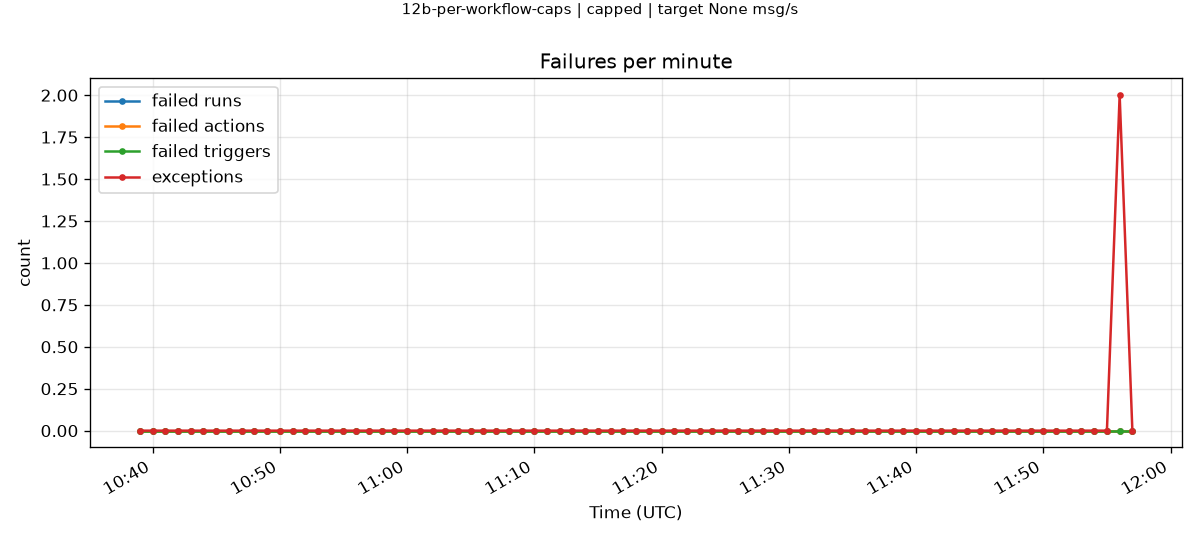 12b-per-workflow-caps | capped | target None msg/s
Failures per minute
failed runs
failed actions
failed triggers
exceptions
count
2.00
1.75
1.50
1.25
1.00
0.75
0.50
0.25
0.00
10:40
10:50
11:00
11:10
11:20
11:30
11:40
11:50
12:00
Time (UTC)